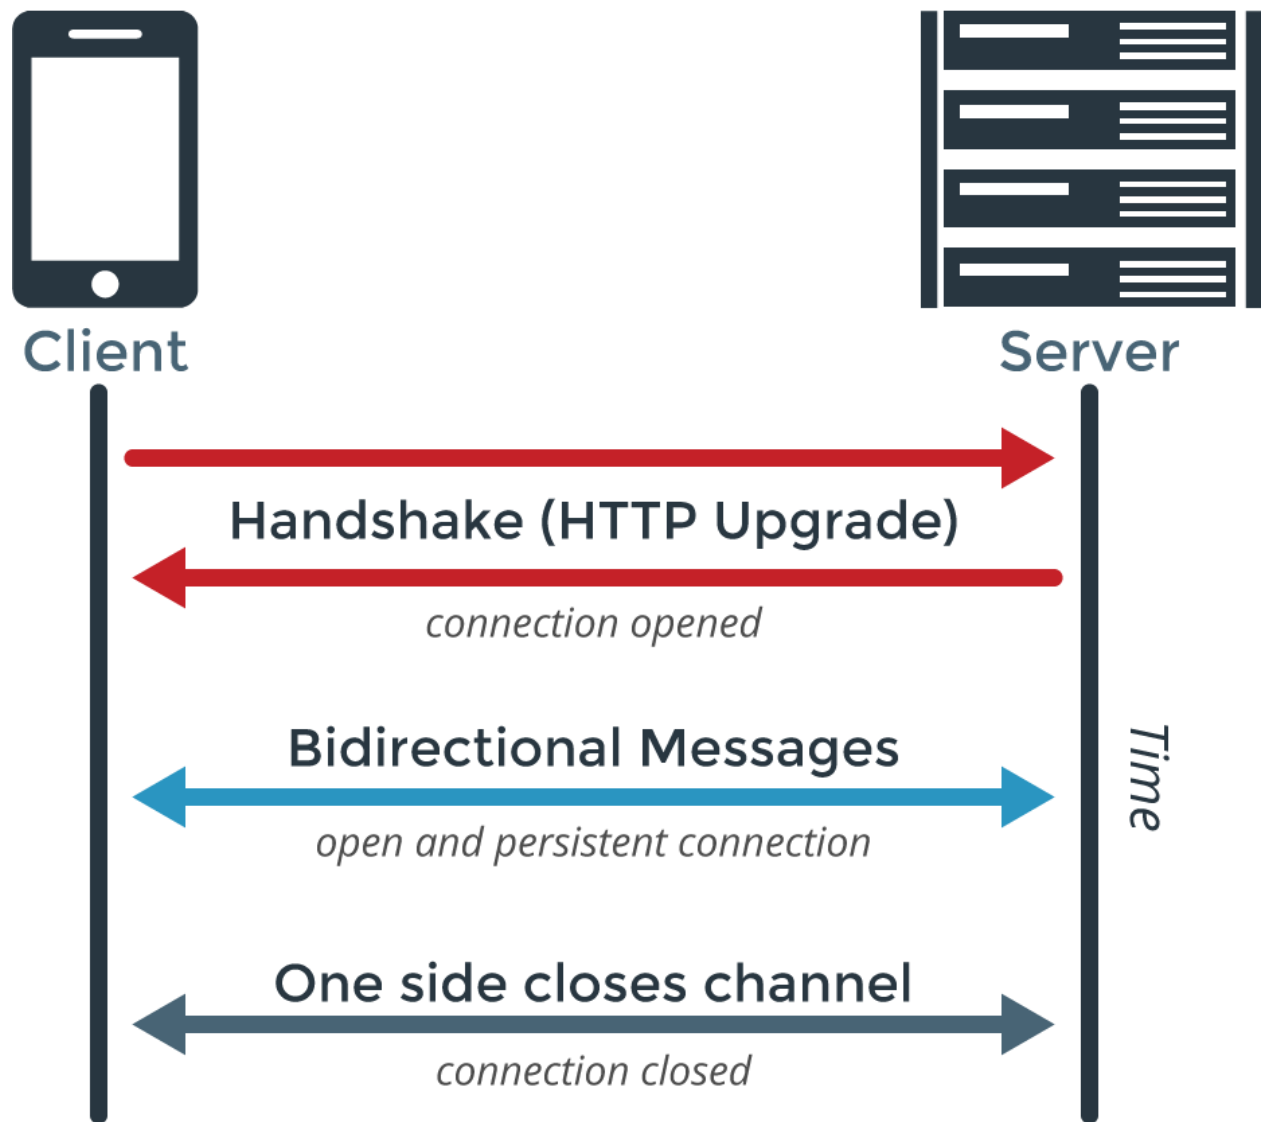 Client
Server
Handshake (HTTP Upgrade)
connection opened
Bidirectional Messages
open and persistent connection
Time
One side closes channel
connection closed